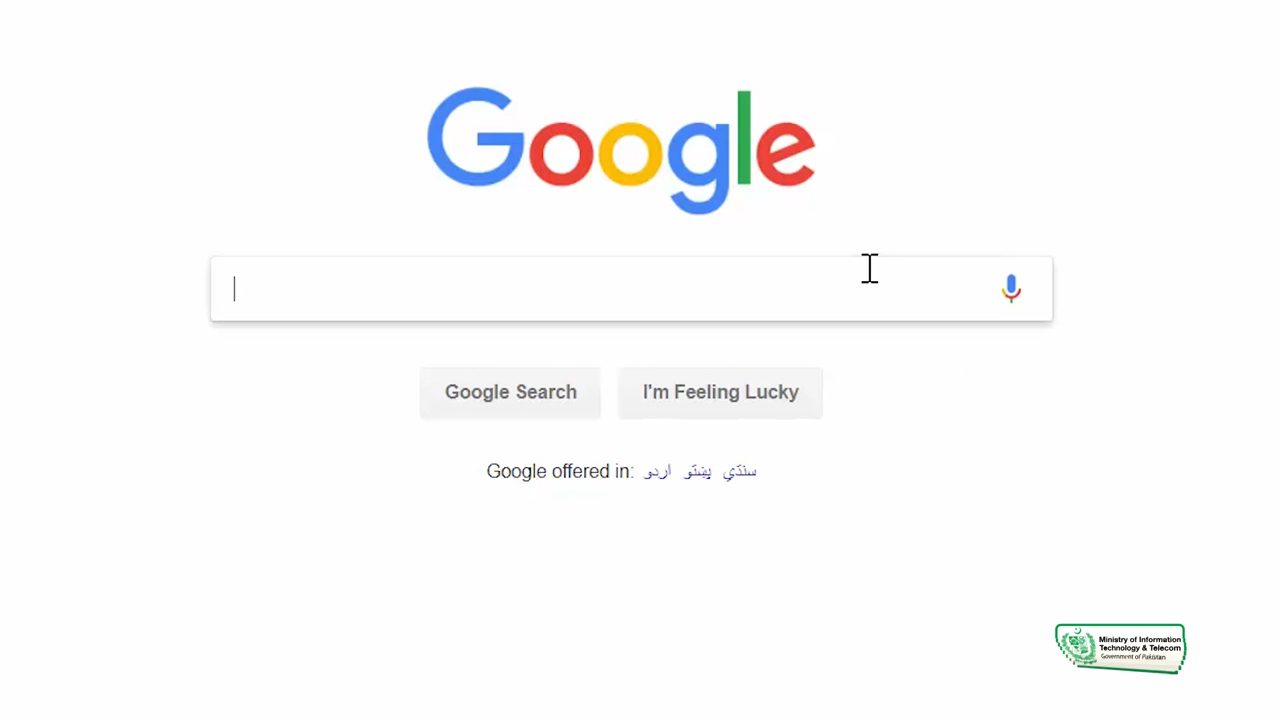 Google
Google Search
I'm Feeling Lucky
Google offered in: اردو پښتو سنڌي
Ministry of Information
Technology & Telecom
Government of Pakistan